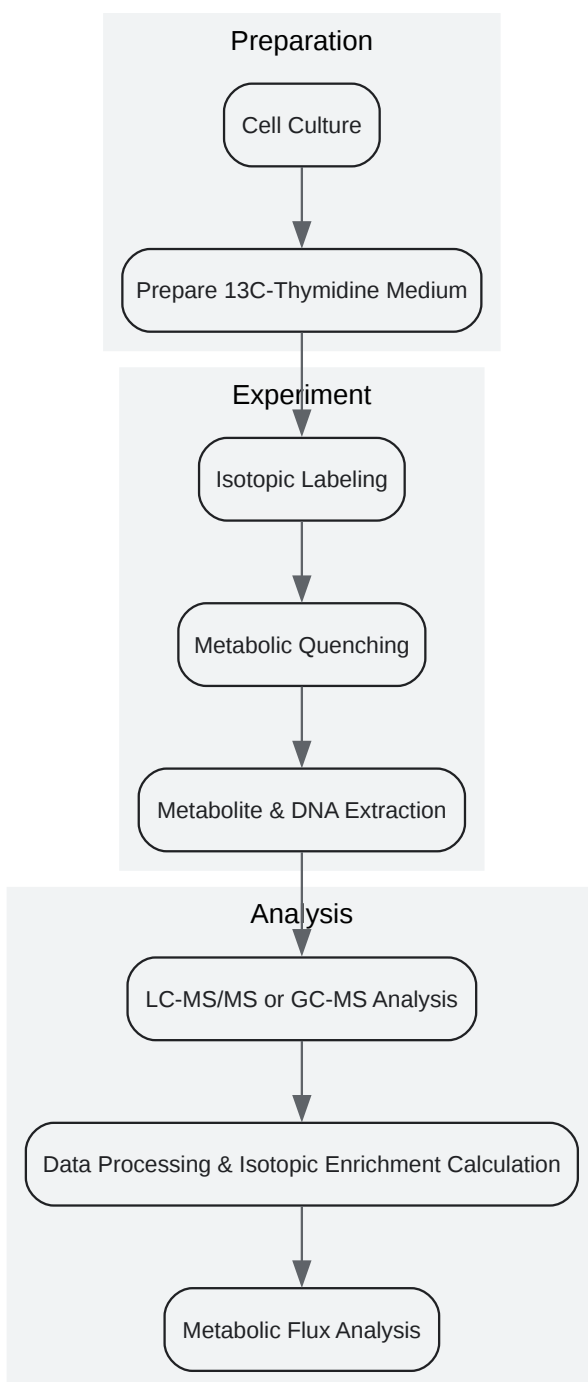 Preparation
Cell Culture
Prepare 13C-Thymidine Medium
Experiment
Isotopic Labeling
Metabolic Quenching
Metabolite & DNA Extraction
Analysis
LC-MS/MS or GC-MS Analysis
Data Processing & Isotopic Enrichment Calculation
Metabolic Flux Analysis